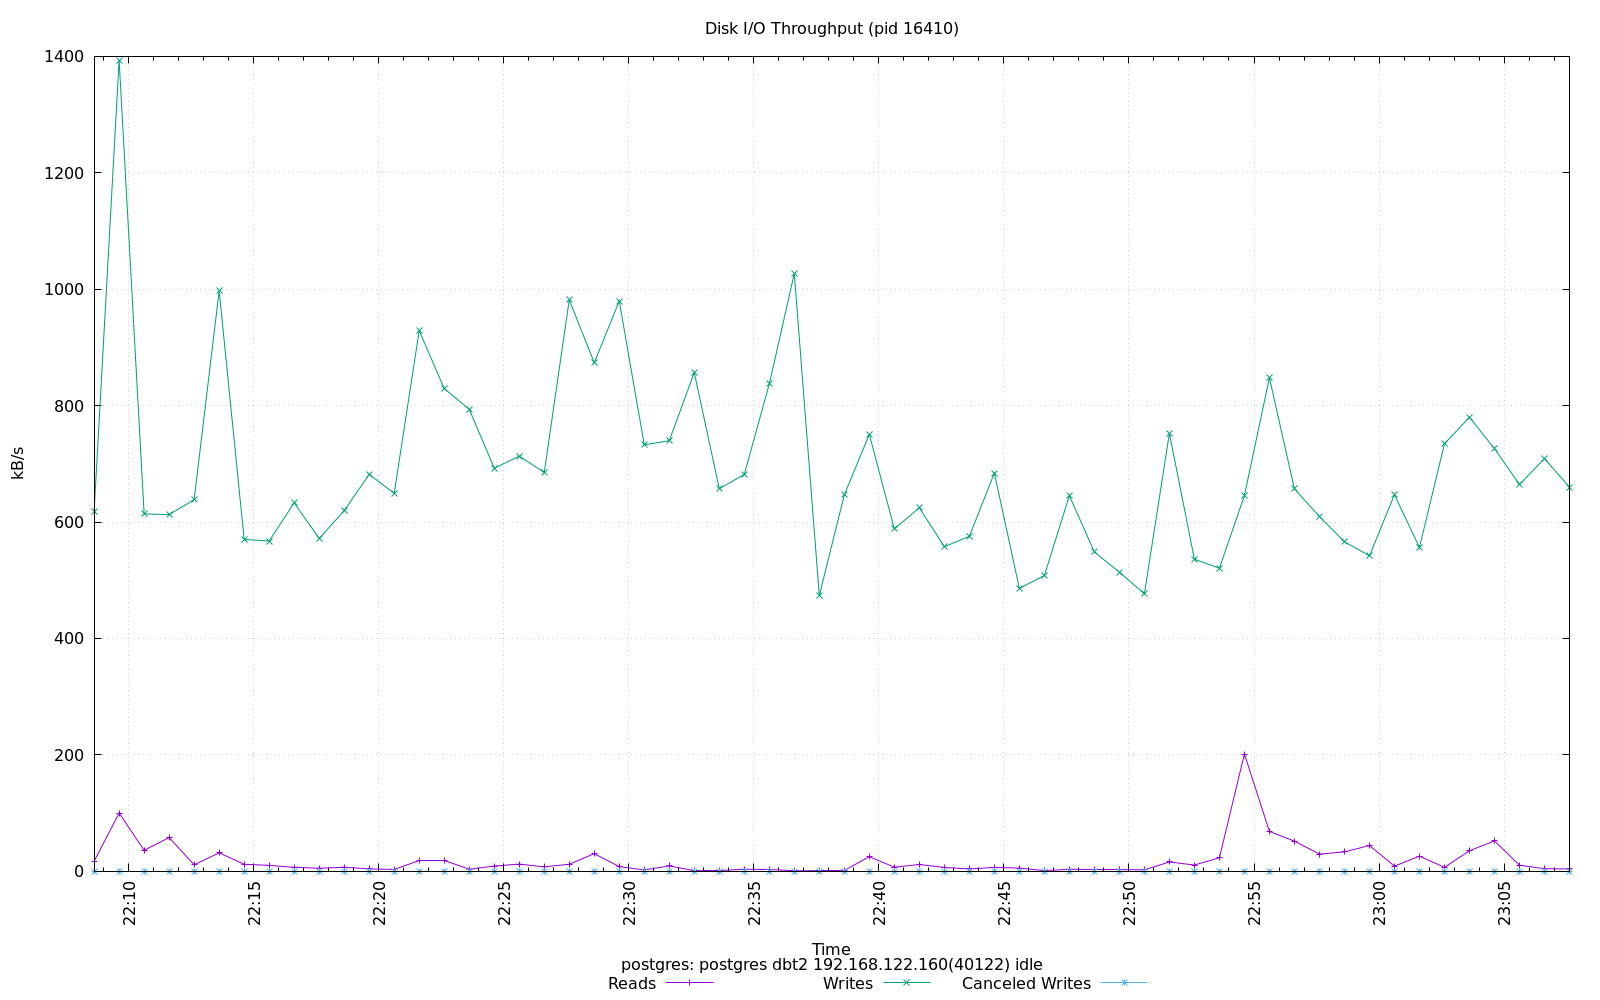 Disk I/O Throughput (pid 16410)
1400
1200
1000
800
600
400
200
0
kB/s
22:10 22:15 22:20 22:25 22:30 22:35 22:40 22:45 22:50 22:55 23:00 23:05
Time
postgres: postgres dbt2 192.168.122.160(40122) idle
Reads Writes Canceled Writes